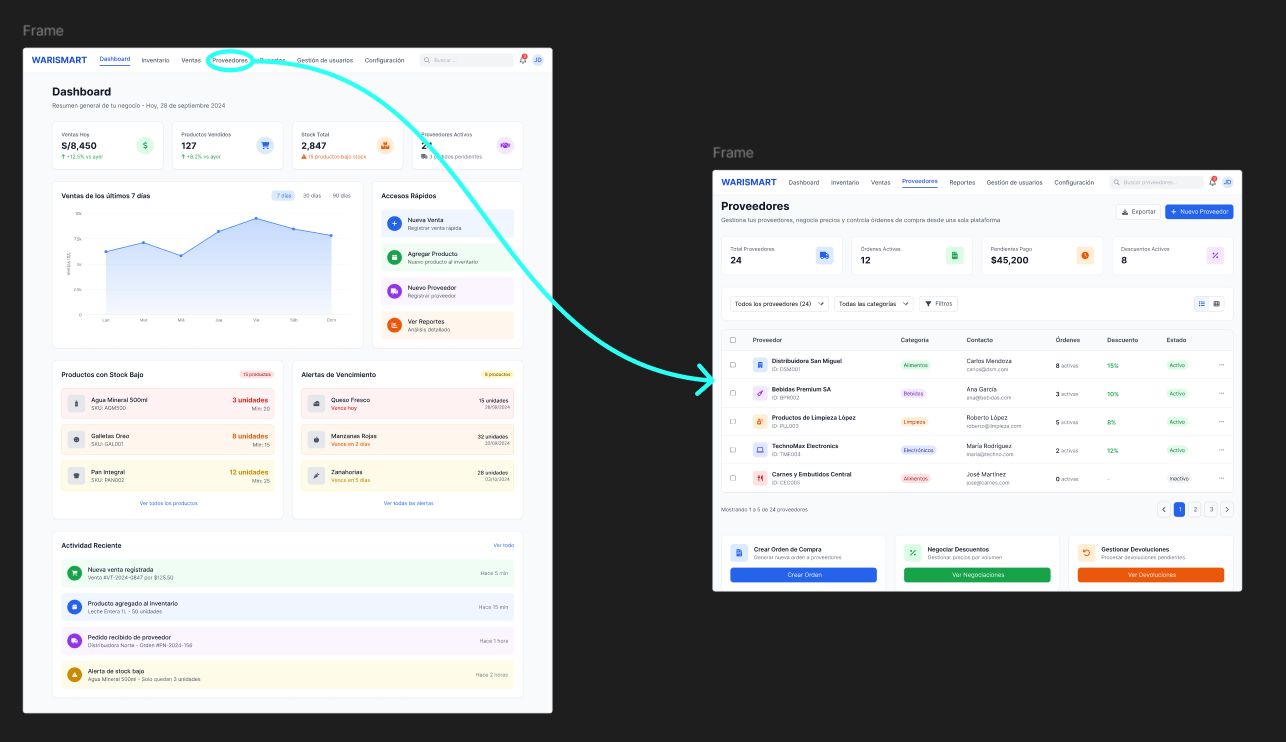 Frame
WARISMART Dashboard Inventario Ventas Proveedores Reportes Gestión de usuarios Configuración Buscar... JD
Dashboard
Resumen general de tu negocio - Hoy, 28 de septiembre 2024
Ventas Hoy
S/8,450
+12.5% vs ayer
Productos Vendidos
127
+8.2% vs ayer
Stock Total
2,847
15 productos bajo stock
Proveedores Activos
3 pedidos pendientes
Ventas de los últimos 7 días
7 días 30 días 90 días
Ventas (S/)
10k
7.5k
5k
2.5k
0
Lun Mar Mié Jue Vie Sáb Dom
Accesos Rápidos
Nueva Venta
Registrar venta rápida
Agregar Producto
Nuevo producto al inventario
Nuevo Proveedor
Registrar proveedor
Ver Reportes
Análisis detallado
Productos con Stock Bajo 15 productos
Agua Mineral 500ml 3 unidades
SKU: AGM500 Min: 20
Galletas Oreo 8 unidades
SKU: GAL001 Min: 15
Pan Integral 12 unidades
SKU: PAN002 Min: 25
Ver todos los productos
Alertas de Vencimiento 8 productos
Queso Fresco 15 unidades
Vence hoy 28/09/2024
Manzanas Rojas 32 unidades
Vence en 2 días 30/09/2024
Zanahorias 28 unidades
Vence en 5 días 03/10/2024
Ver todas las alertas
Actividad Reciente Ver todo
Nueva venta registrada
Venta #VT-2024-0847 por $125.50
Hace 5 min
Producto agregado al inventario
Leche Entera 1L - 50 unidades
Hace 15 min
Pedido recibido de proveedor
Distribuidora Norte - Orden #PN-2024-156
Hace 1 hora
Alerta de stock bajo
Agua Mineral 500ml - Solo quedan 3 unidades
Hace 2 horas
Frame
WARISMART Dashboard Inventario Ventas Proveedores Reportes Gestión de usuarios Configuración Buscar proveedores... JD
Proveedores
Gestiona tus proveedores, negocia precios y controla órdenes de compra desde una sola plataforma
Exportar
+ Nuevo Proveedor
Total Proveedores
24
Órdenes Activas
12
Pendientes Pago
$45,200
Descuentos Activos
8
Todos los proveedores (24) Todas las categorías Filtros
Proveedor Categoría Contacto Órdenes Descuento Estado
Distribuidora San Miguel
ID: DSM001
Alimentos
Carlos Mendoza
carlos@dsm.com
8 activas 15% Activo ...
Bebidas Premium SA
ID: BPR002
Bebidas
Ana García
ana@bebidas.com
3 activas 10% Activo ...
Productos de Limpieza López
ID: PLL003
Limpieza
Roberto López
roberto@limpieza.com
5 activas 8% Activo ...
TechnoMax Electronics
ID: TME004
Electrónicos
María Rodríguez
maria@techno.com
2 activas 12% Activo ...
Carnes y Embutidos Central
ID: CEC005
Alimentos
José Martínez
jose@carnes.com
0 activas - Inactivo ...
Mostrando 1 a 5 de 24 proveedores
1 2 3
Crear Orden de Compra
Generar nueva orden a proveedores
Crear Orden
Negociar Descuentos
Gestionar precios por volumen
Ver Negociaciones
Gestionar Devoluciones
Procesar devoluciones pendientes
Ver Devoluciones